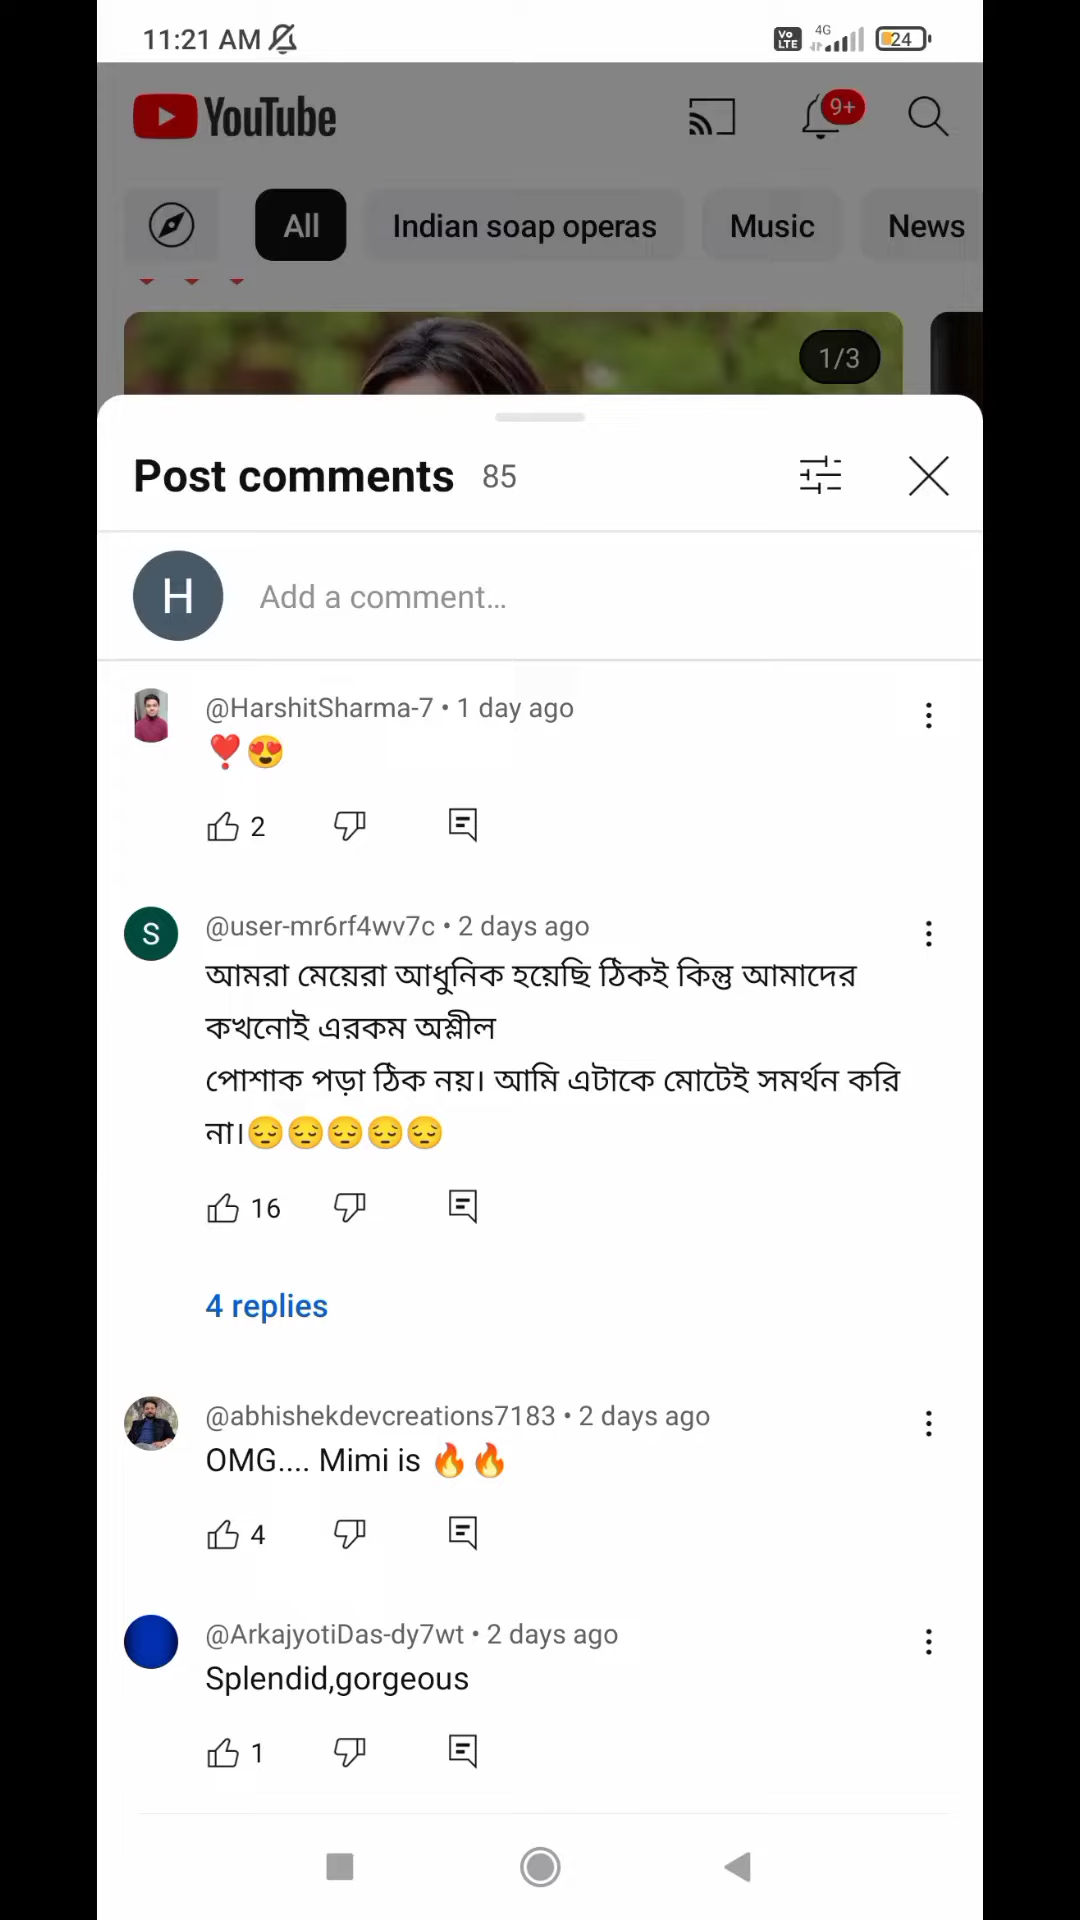 11:21 AM
Vo LTE 4G 24
YouTube 9+
All Indian soap operas Music News
1/3
Post comments 85
H Add a comment...
@HarshitSharma-7 • 1 day ago
❣️😍
2
S @user-mr6rf4wv7c • 2 days ago
আমরা মেয়েরা আধুনিক হয়েছি ঠিকই কিন্তু আমাদের
কখনোই এরকম অশ্লীল
পোশাক পড়া ঠিক নয়। আমি এটাকে মোটেই সমর্থন করি
না।😔😔😔😔😔
16
4 replies
@abhishekdevcreations7183 • 2 days ago
OMG.... Mimi is 🔥🔥
4
@ArkajyotiDas-dy7wt • 2 days ago
Splendid,gorgeous
1